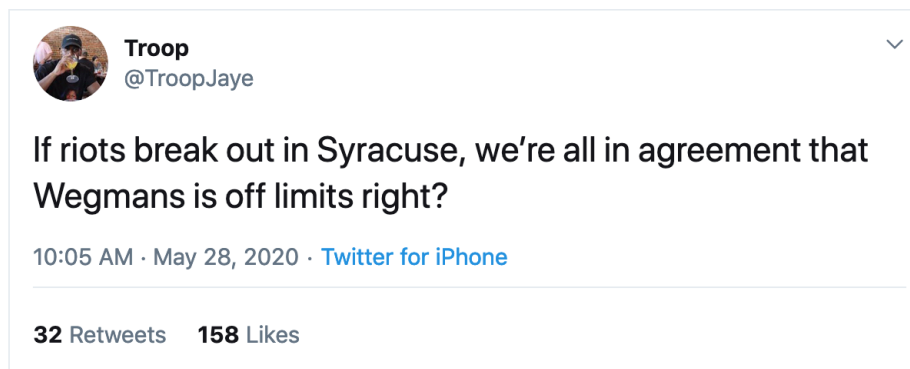 Troop
@TroopJaye
If riots break out in Syracuse, we’re all in agreement that
Wegmans is off limits right?
10:05 AM · May 28, 2020 · Twitter for iPhone
32 Retweets 158 Likes